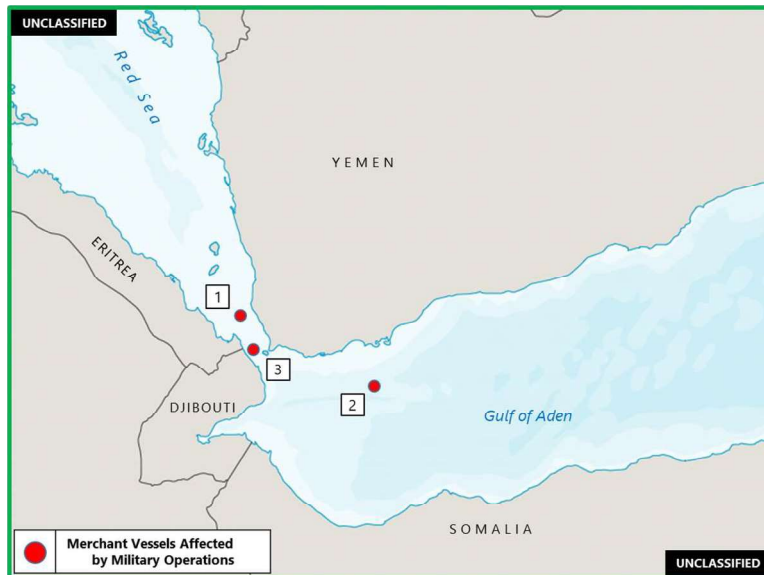 UNCLASSIFIED
Red Sea
YEMEN
ERITREA
1
3
DJIBOUTI
2
Gulf of Aden
SOMALIA
Merchant Vessels Affected
by Military Operations
UNCLASSIFIED